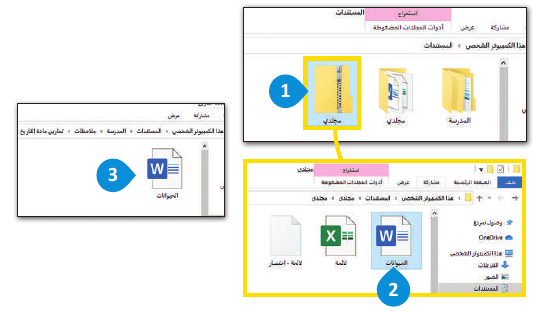 استخراج
المستندات
مشاركة
عرض
أدوات المجلدات المضغوطة
هذا الكمبيوتر الشخصي › المستندات
1
المدرسة
مجلدي
مجلدي
مشاركة
عرض
هذا الكمبيوتر الشخصي › المستندات › المدرسة › ملاحظات › تمارين مادة التاريخ
3
الحيوانات
استخراج
مجلدي
ملف
الصفحة الرئيسية
مشاركة
عرض
أدوات المجلدات المضغوطة
هذا الكمبيوتر الشخصي › المستندات › مجلدي › مجلدي
وصول سريع
OneDrive
هذا الكمبيوتر الشخصي
التنزيلات
الصور
المستندات
الحيوانات
لائحة
لائحة - اختصار
2